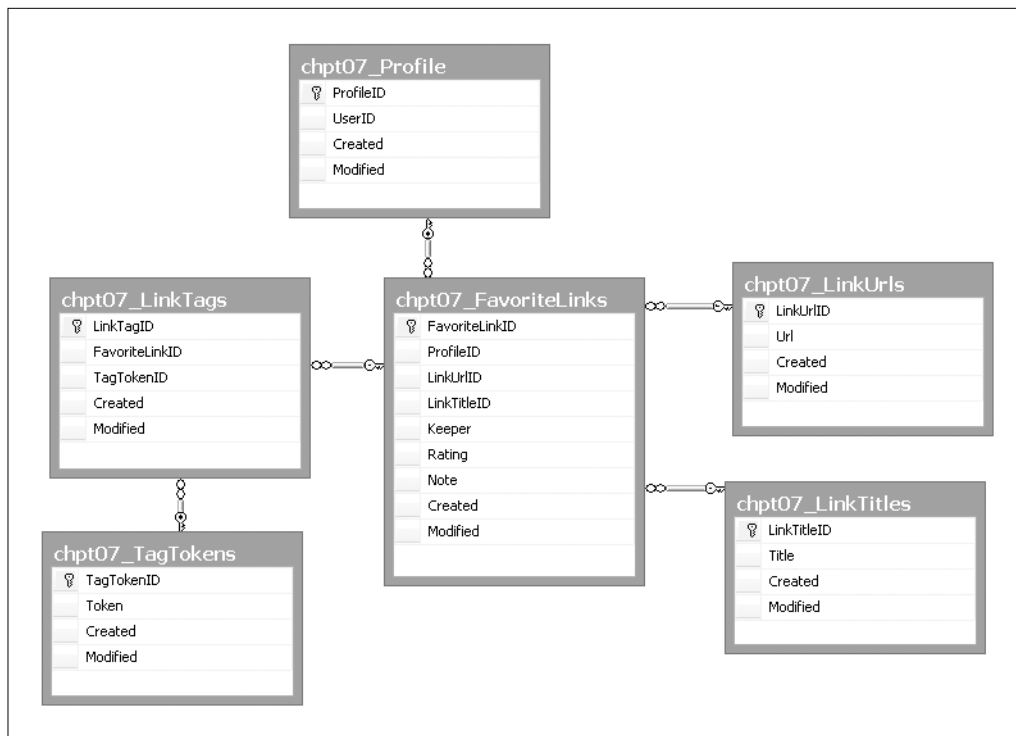 chpt07_Profile
ProfileID
UserID
Created
Modified
chpt07_LinkTags
LinkTagID
FavoriteLinkID
TagTokenID
Created
Modified
chpt07_FavoriteLinks
FavoriteLinkID
ProfileID
LinkUrlID
LinkTitleID
Keeper
Rating
Note
Created
Modified
chpt07_LinkUrls
LinkUrlID
Url
Created
Modified
chpt07_TagTokens
TagTokenID
Token
Created
Modified
chpt07_LinkTitles
LinkTitleID
Title
Created
Modified